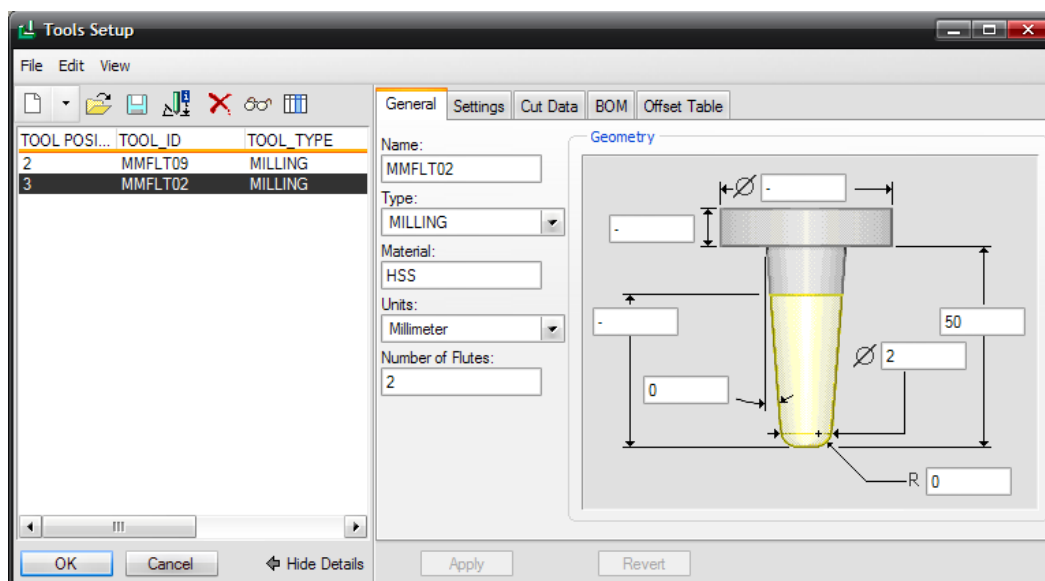 Tools Setup
File Edit View
General Settings Cut Data BOM Offset Table
TOOL POSI... TOOL_ID TOOL_TYPE
2 MMFLT09 MILLING
3 MMFLT02 MILLING
Name:
MMFLT02
Type:
MILLING
Material:
HSS
Units:
Millimeter
Number of Flutes:
2
Geometry
Ø -
-
-
50
Ø 2
0
R 0
OK Cancel Hide Details Apply Revert